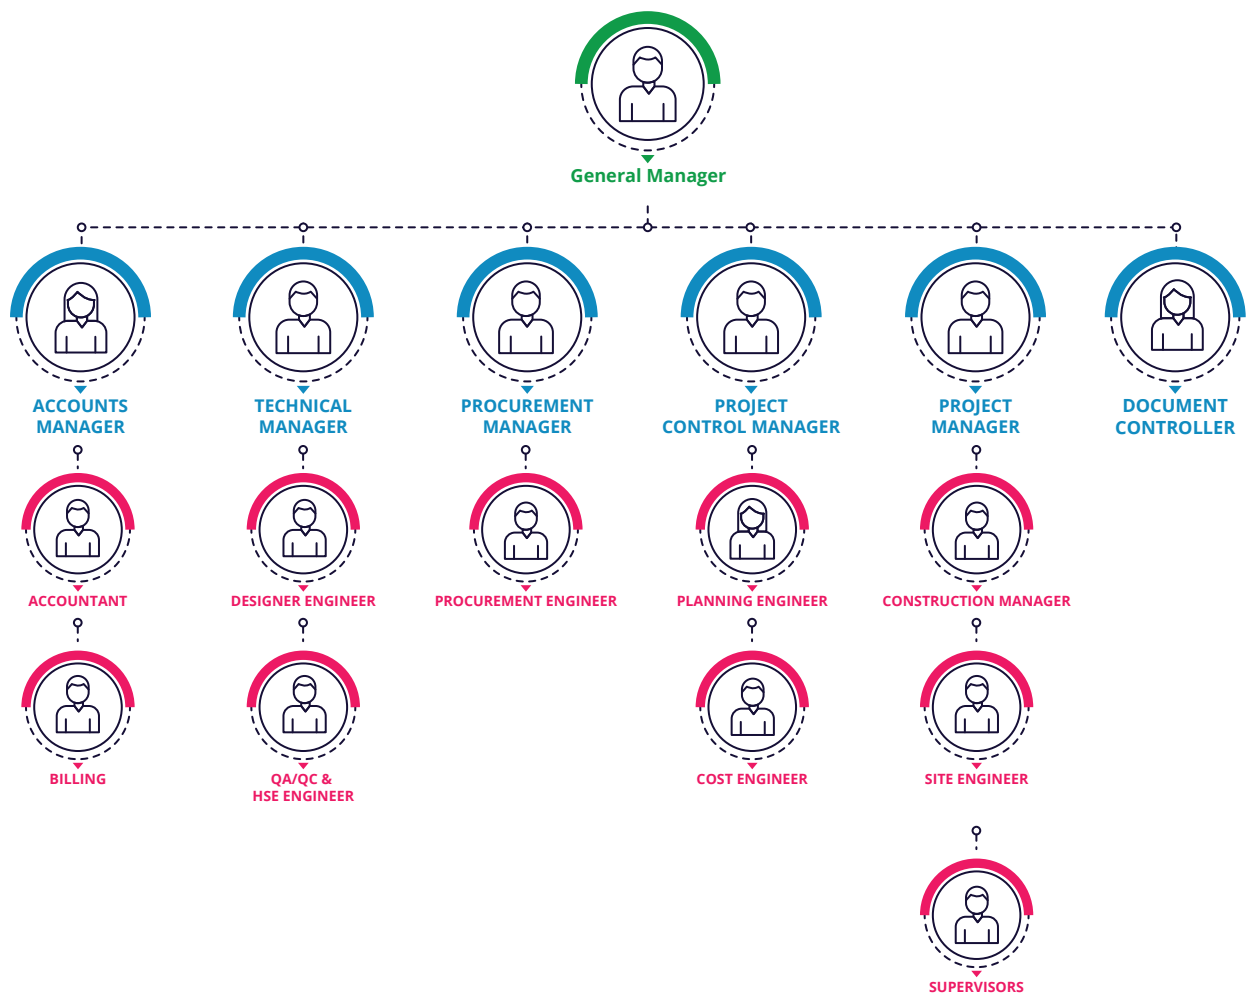 General Manager
ACCOUNTS
MANAGER
TECHNICAL
MANAGER
PROCUREMENT
MANAGER
PROJECT
CONTROL MANAGER
PROJECT
MANAGER
DOCUMENT
CONTROLLER
ACCOUNTANT
DESIGNER ENGINEER
PROCUREMENT ENGINEER
PLANNING ENGINEER
CONSTRUCTION MANAGER
BILLING
QA/QC &
HSE ENGINEER
COST ENGINEER
SITE ENGINEER
SUPERVISORS